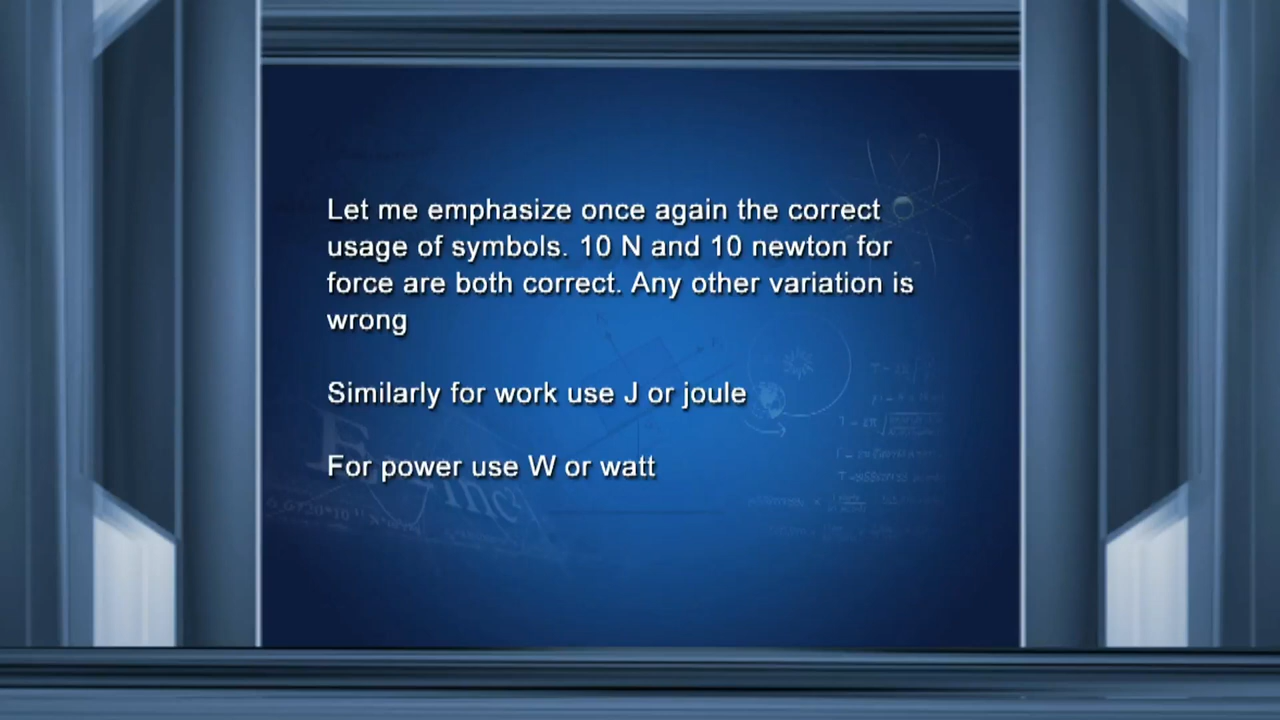 Let me emphasize once again the correct
usage of symbols. 10 N and 10 newton for
force are both correct. Any other variation is
wrong
Similarly for work use J or joule
For power use W or watt